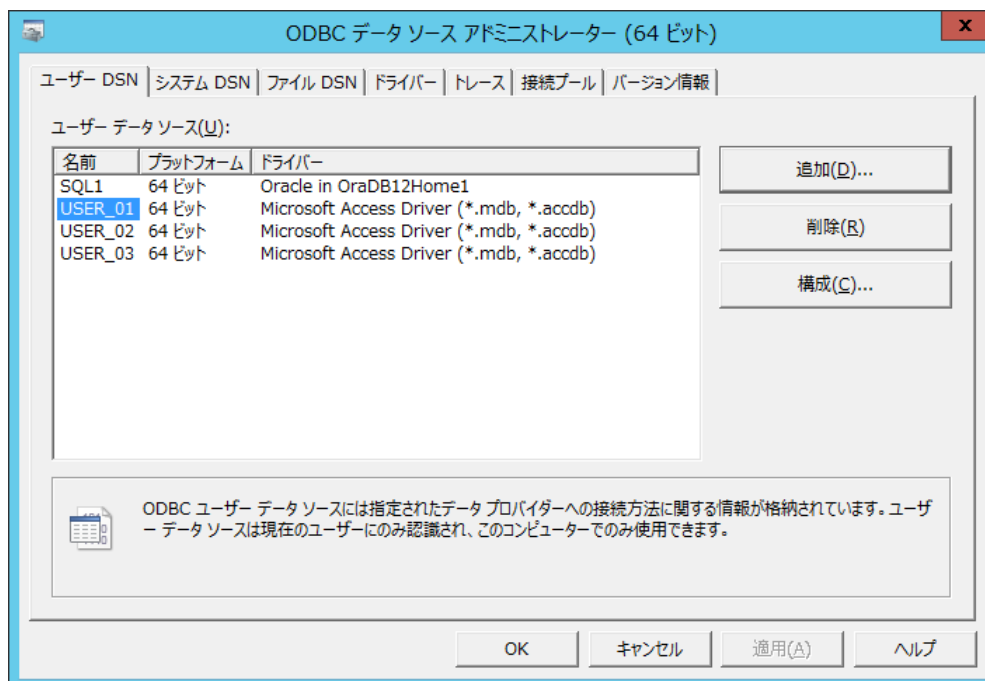 ODBC データ ソース アドミニストレーター (64 ビット)
x
ユーザー DSN システム DSN ファイル DSN ドライバー トレース 接続プール バージョン情報
ユーザー データ ソース(U):
名前 プラットフォーム ドライバー
SQL1 64 ビット Oracle in OraDB12Home1
USER_01 64 ビット Microsoft Access Driver (*.mdb, *.accdb)
USER_02 64 ビット Microsoft Access Driver (*.mdb, *.accdb)
USER_03 64 ビット Microsoft Access Driver (*.mdb, *.accdb)
追加(D)...
削除(R)
構成(C)...
ODBC ユーザー データ ソースには指定されたデータ プロバイダーへの接続方法に関する情報が格納されています。ユーザ
ー データ ソースは現在のユーザーにのみ認識され、このコンピューターでのみ使用できます。
OK キャンセル 適用(A) ヘルプ